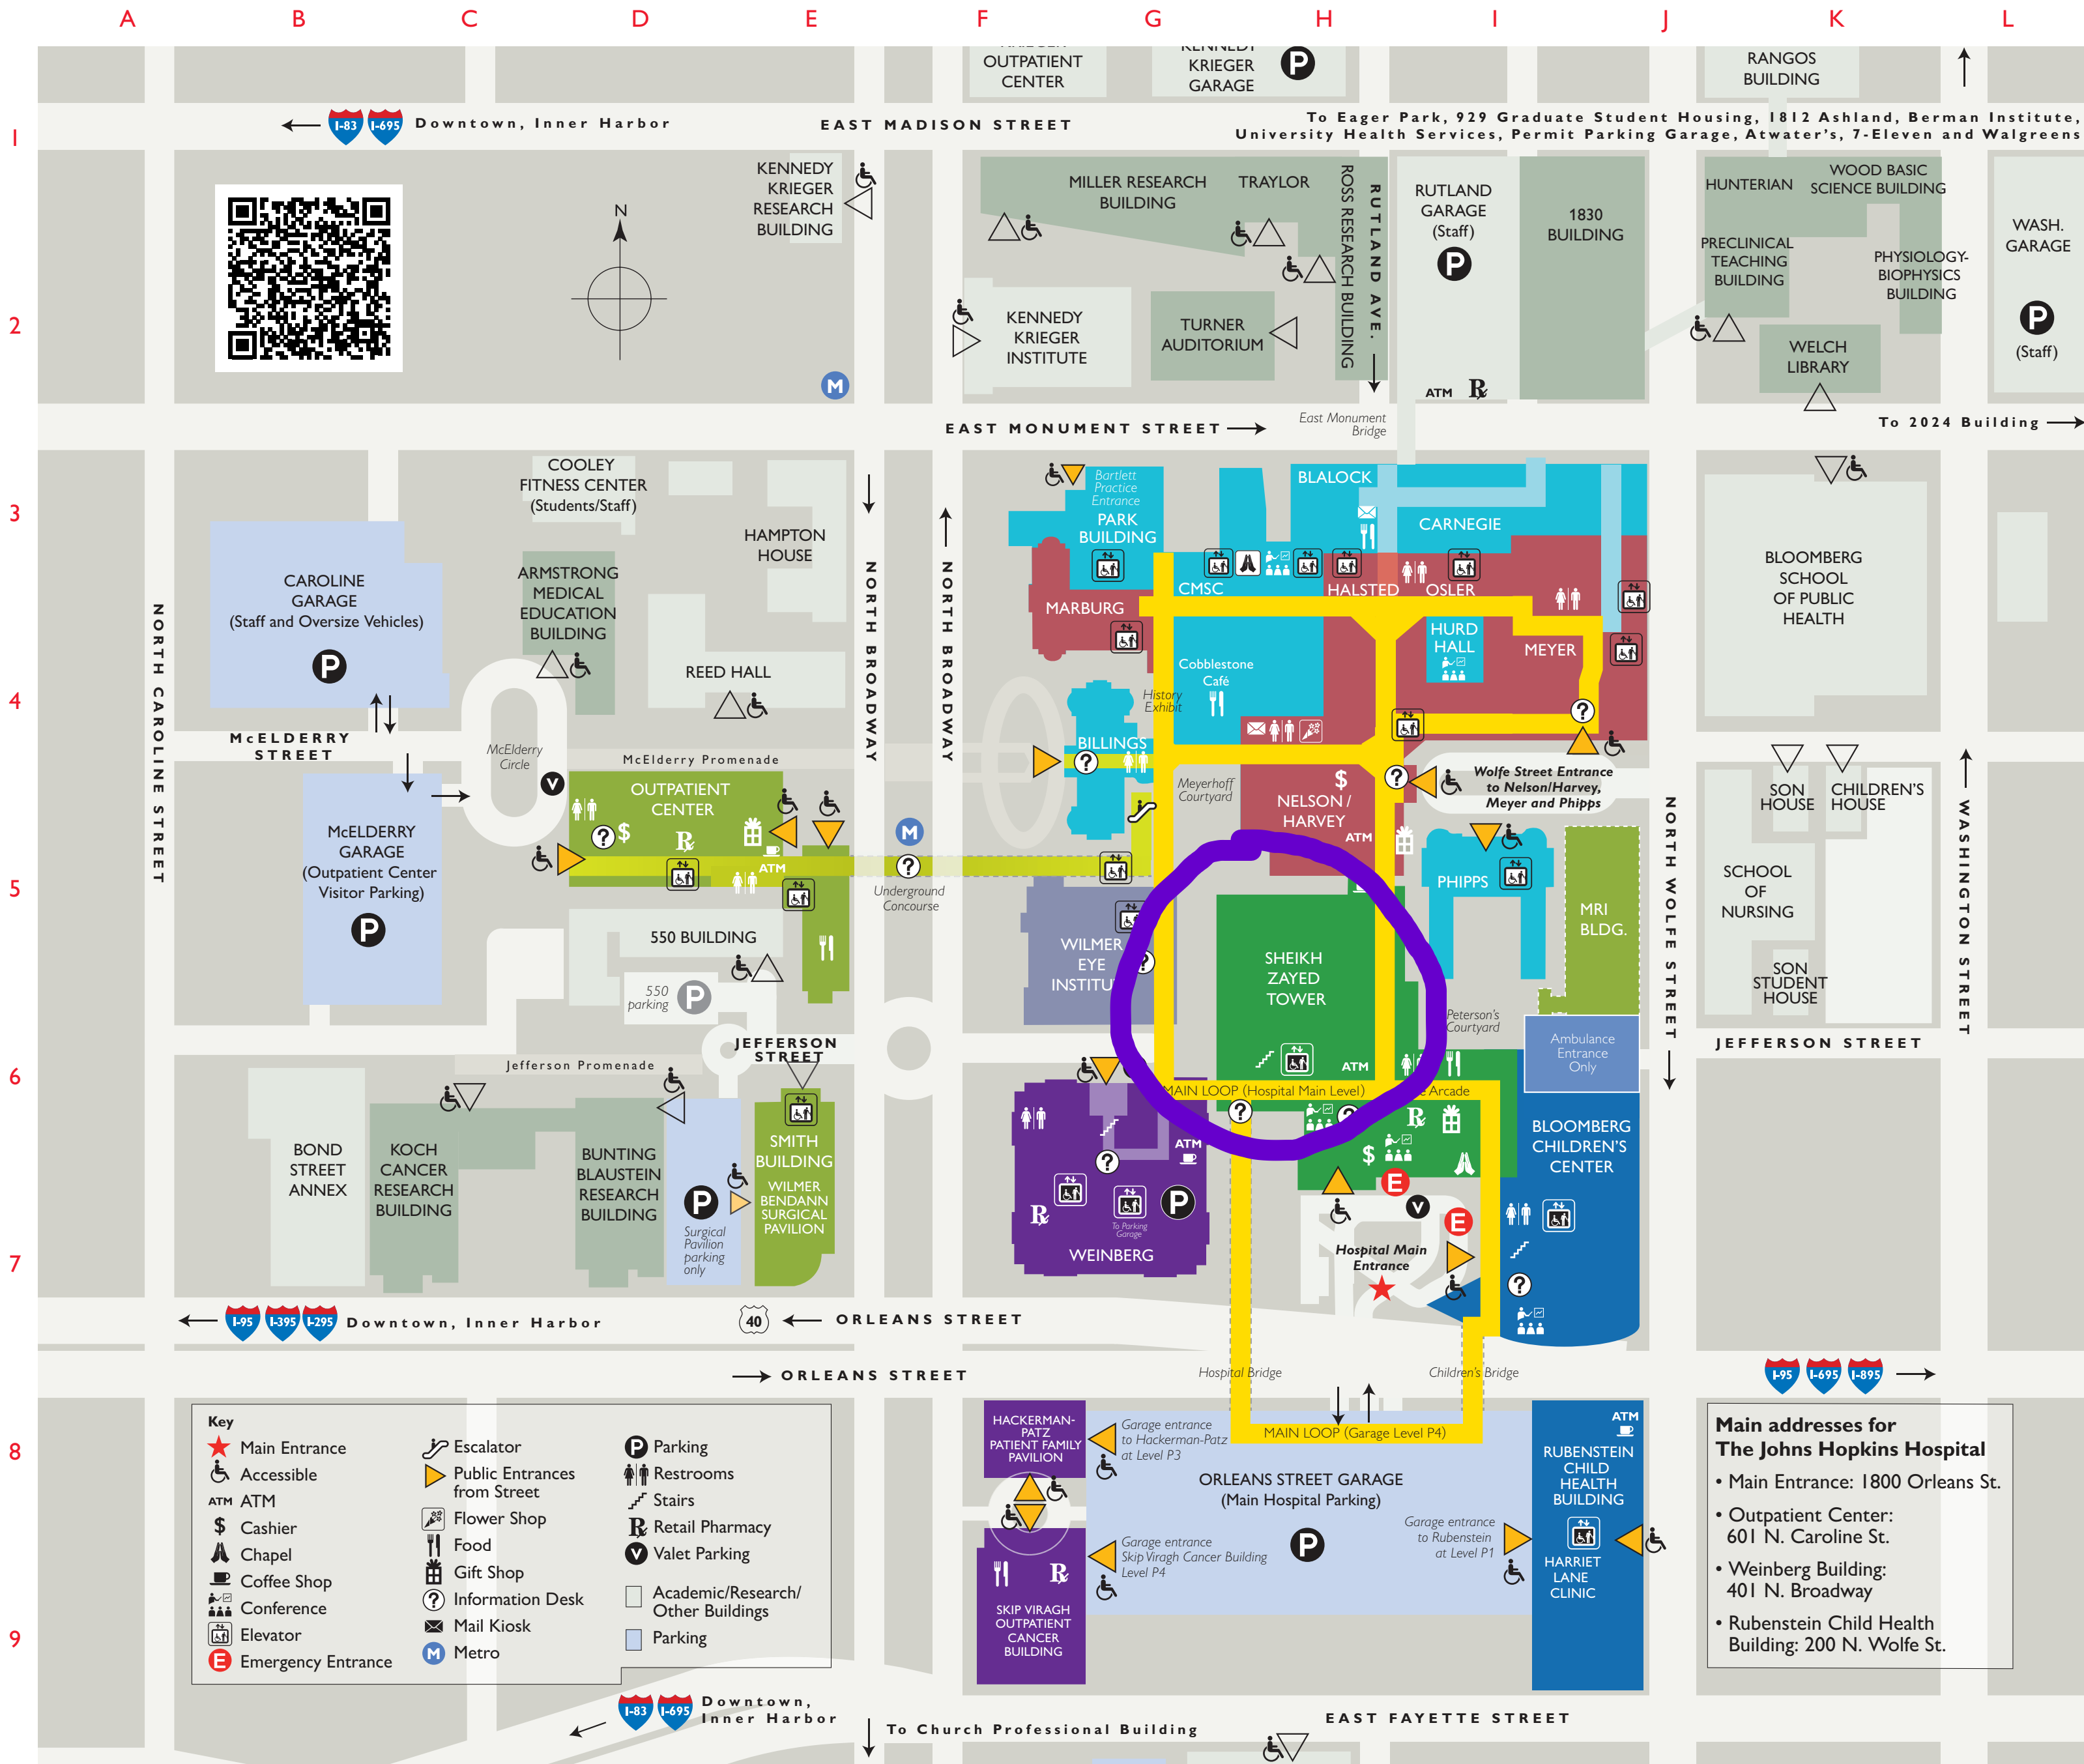 A B C D E F G H I J K L
1
2
3
4
5
6
7
8
9
OUTPATIENT
CENTER
KENNEDY
KRIEGER
GARAGE
P
RANGOS
BUILDING
I-83 I-695 Downtown, Inner Harbor
EAST MADISON STREET
To Eager Park, 929 Graduate Student Housing, 1812 Ashland, Berman Institute,
University Health Services, Permit Parking Garage, Atwater's, 7-Eleven and Walgreens
KENNEDY
KRIEGER
RESEARCH
BUILDING
N
M
MILLER RESEARCH
BUILDING
TRAYLOR
ROSS RESEARCH BUILDING
RUTLAND AVE.
RUTLAND
GARAGE
(Staff)
P
ATM
1830
BUILDING
HUNTERIAN
WOOD BASIC
SCIENCE BUILDING
PRECLINICAL
TEACHING
BUILDING
PHYSIOLOGY-
BIOPHYSICS
BUILDING
WASH.
GARAGE
P
(Staff)
KENNEDY
KRIEGER
INSTITUTE
TURNER
AUDITORIUM
WELCH
LIBRARY
EAST MONUMENT STREET
East Monument
Bridge
To 2024 Building
COOLEY
FITNESS CENTER
(Students/Staff)
HAMPTON
HOUSE
CAROLINE
GARAGE
(Staff and Oversize Vehicles)
P
ARMSTRONG
MEDICAL
EDUCATION
BUILDING
REED HALL
NORTH CAROLINE STREET
NORTH BROADWAY
NORTH BROADWAY
Bartlett
Practice
Entrance
PARK
BUILDING
BLALOCK
CARNEGIE
CMSC
HALSTED
OSLER
MARBURG
HURD
HALL
MEYER
Cobblestone
Café
History
Exhibit
BLOOMBERG
SCHOOL
OF PUBLIC
HEALTH
McELDERRY
STREET
McElderry
Circle
V
McElderry Promenade
OUTPATIENT
CENTER
? $
ATM
M
?
Underground
Concourse
BILLINGS
?
Meyerhoff
Courtyard
$
NELSON /
HARVEY
ATM
?
?
Wolfe Street Entrance
to Nelson/Harvey,
Meyer and Phipps
PHIPPS
MRI
BLDG.
SON
HOUSE
CHILDREN'S
HOUSE
SCHOOL
OF
NURSING
SON
STUDENT
HOUSE
NORTH WOLFE STREET
WASHINGTON STREET
McELDERRY
GARAGE
(Outpatient Center
Visitor Parking)
P
550 BUILDING
550
parking
P
WILMER
EYE
?
SHEIKH
ZAYED
TOWER
ATM
Peterson's
Courtyard
Ambulance
Entrance
Only
JEFFERSON STREET
JEFFERSON
STREET
Jefferson Promenade
MAIN LOOP (Hospital Main Level)
Arcade
?
BOND
STREET
ANNEX
KOCH
CANCER
RESEARCH
BUILDING
BUNTING
BLAUSTEIN
RESEARCH
BUILDING
P
Surgical
Pavilion
parking
only
SMITH
BUILDING
WILMER
BENDANN
SURGICAL
PAVILION
ATM
?
P
To Parking
Garage
WEINBERG
$
E
V
E
Hospital Main
Entrance
BLOOMBERG
CHILDREN'S
CENTER
?
I-95 I-395 I-295 Downtown, Inner Harbor
40 ORLEANS STREET
ORLEANS STREET
Hospital Bridge
Children's Bridge
I-95 I-695 I-895
HACKERMAN-
PATZ
PATIENT FAMILY
PAVILION
Garage entrance
to Hackerman-Patz
at Level P3
MAIN LOOP (Garage Level P4)
ORLEANS STREET GARAGE
(Main Hospital Parking)
P
Garage entrance
Skip Viragh Cancer Building
Level P4
Garage entrance
to Rubenstein
at Level P1
ATM
RUBENSTEIN
CHILD
HEALTH
BUILDING
HARRIET
LANE
CLINIC
SKIP VIRAGH
OUTPATIENT
CANCER
BUILDING
Key
Main Entrance
Accessible
ATM ATM
$ Cashier
Chapel
Coffee Shop
Conference
Elevator
E Emergency Entrance
Escalator
Public Entrances
from Street
Flower Shop
Food
Gift Shop
? Information Desk
Mail Kiosk
M Metro
P Parking
Restrooms
Stairs
Retail Pharmacy
V Valet Parking
Academic/Research/
Other Buildings
Parking
Main addresses for
The Johns Hopkins Hospital
• Main Entrance: 1800 Orleans St.
• Outpatient Center:
601 N. Caroline St.
• Weinberg Building:
401 N. Broadway
• Rubenstein Child Health
Building: 200 N. Wolfe St.
I-83 I-695 Downtown,
Inner Harbor
To Church Professional Building
EAST FAYETTE STREET